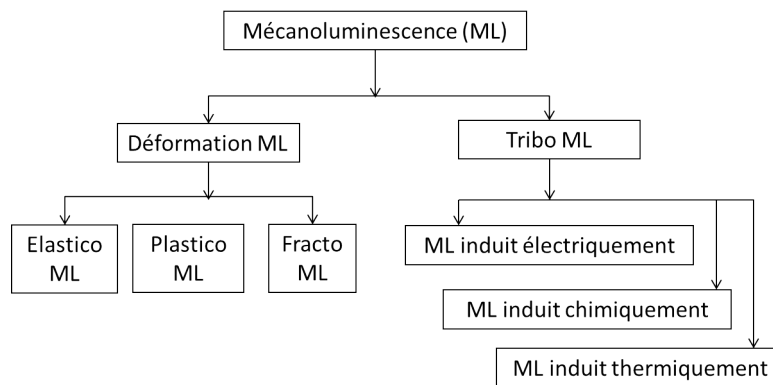 Mécanoluminescence (ML)
Déformation ML
Tribo ML
Elastico
ML
Plastico
ML
Fracto
ML
ML induit électriquement
ML induit chimiquement
ML induit thermiquement